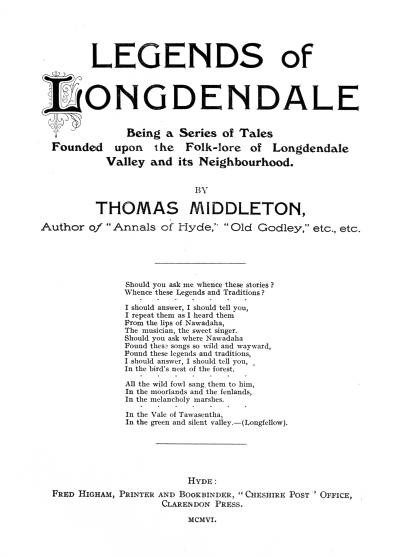 LEGENDS of
LONGDENDALE
Being a Series of Tales
Founded upon the Folk-lore of Longdendale
Valley and its Neighbourhood.
BY
THOMAS MIDDLETON,
Author of "Annals of Hyde," "Old Godley," etc., etc.
Should you ask me whence these stories?
Whence these Legends and Traditions?
. . . . . . .
I should answer, I should tell you,
I repeat them as I heard them
From the lips of Nawadaha,
The musician, the sweet singer.
Should you ask where Nawadaha
Found these songs so wild and wayward,
Found these legends and traditions,
I should answer, I should tell you,
In the bird's nest of the forest.
. . . . . . .
All the wild fowl sang them to him,
In the moorlands and the fenlands,
In the melancholy marshes.
. . . . . . .
In the Vale of Tawasentha,
In the green and silent valley.—(Longfellow).
HYDE:
FRED HIGHAM, PRINTER AND BOOKBINDER, "CHESHIRE POST" OFFICE,
CLARENDON PRESS.
MCMVI.